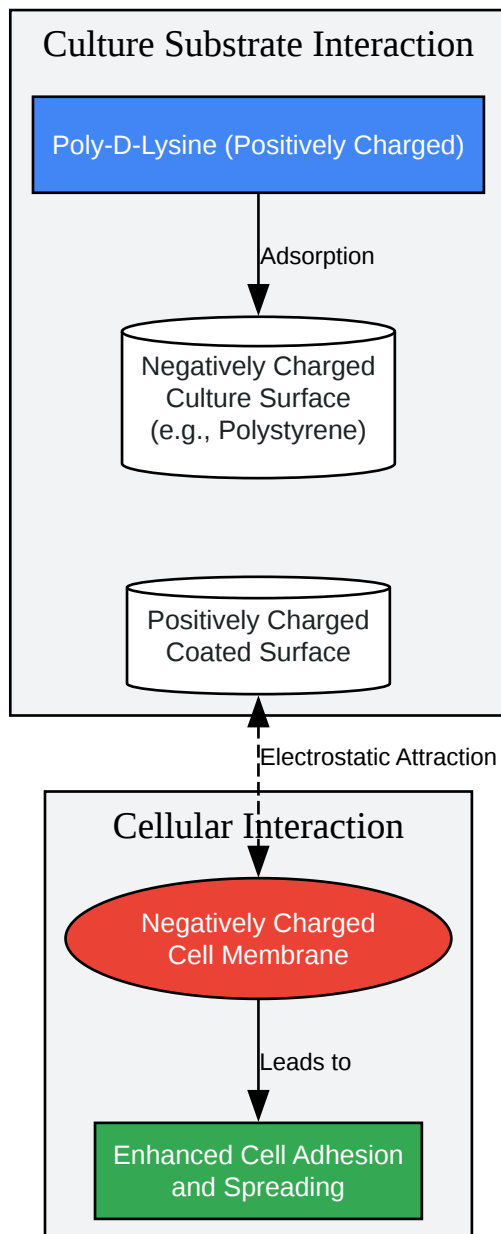 Culture Substrate Interaction
Poly-D-Lysine (Positively Charged)
Adsorption
Negatively Charged
Culture Surface
(e.g., Polystyrene)
Positively Charged
Coated Surface
Electrostatic Attraction
Cellular Interaction
Negatively Charged
Cell Membrane
Leads to
Enhanced Cell Adhesion
and Spreading